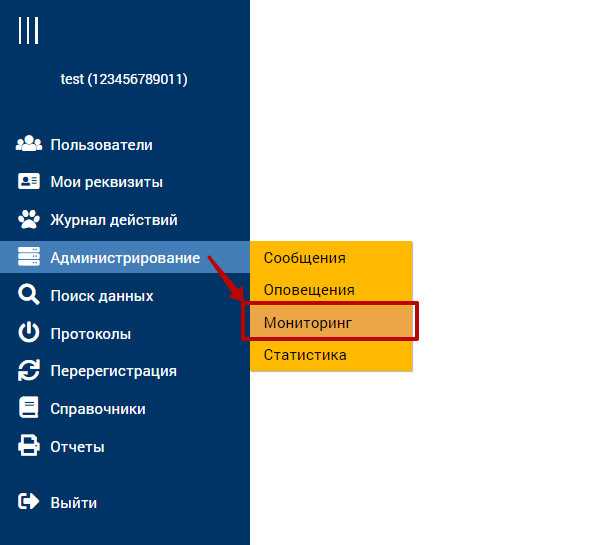 test (123456789011)
Пользователи
Мои реквизиты
Журнал действий
Администрирование
Сообщения
Оповещения
Мониторинг
Статистика
Поиск данных
Протоколы
Перерегистрация
Справочники
Отчеты
Выйти